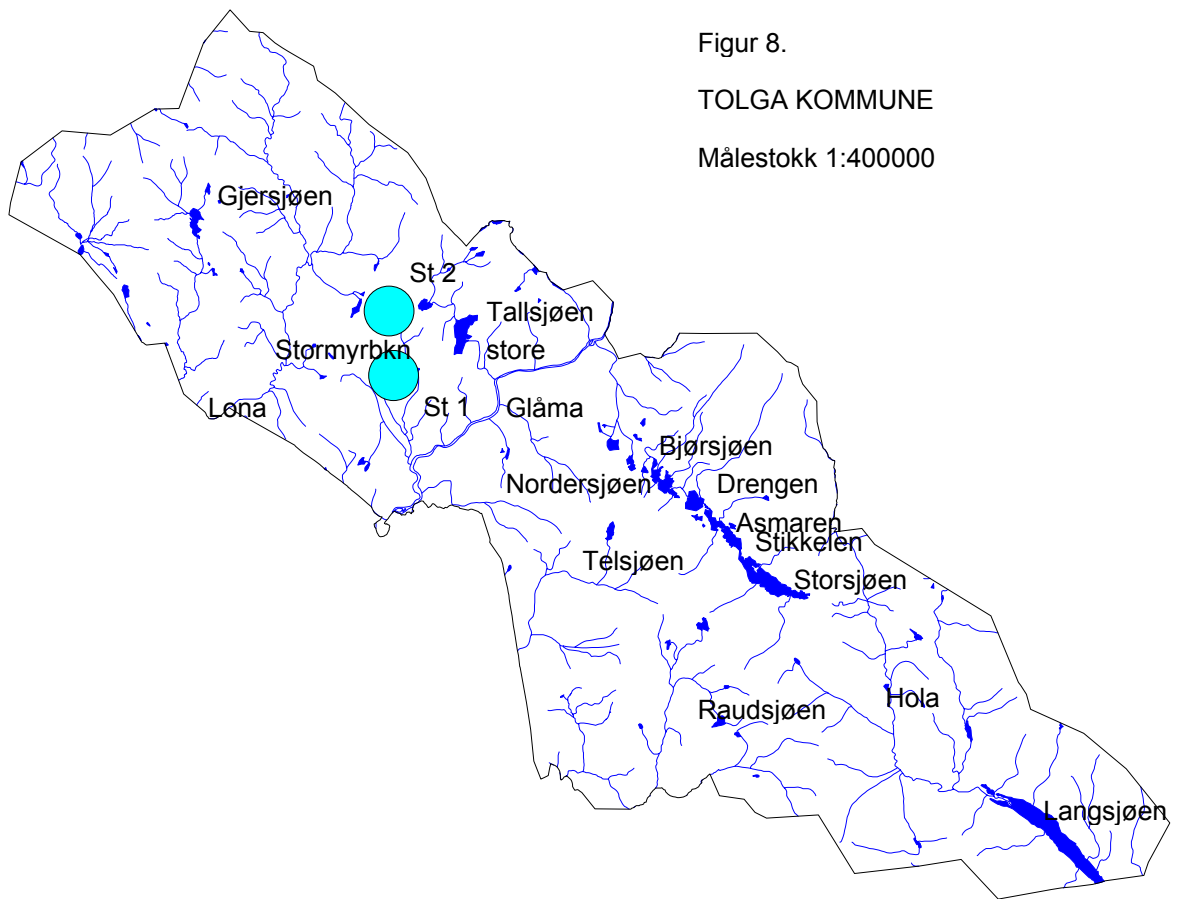 Figur 8.
TOLGA KOMMUNE
Målestokk 1:400000
Gjersjøen
St 2
Tallsjøen
store
Stormyrbkn
Lona
St 1
Glåma
Bjørsjøen
Nordersjøen
Drengen
Asmaren
Stikkelen
Telsjøen
Storsjøen
Hola
Raudsjøen
Langsjøen